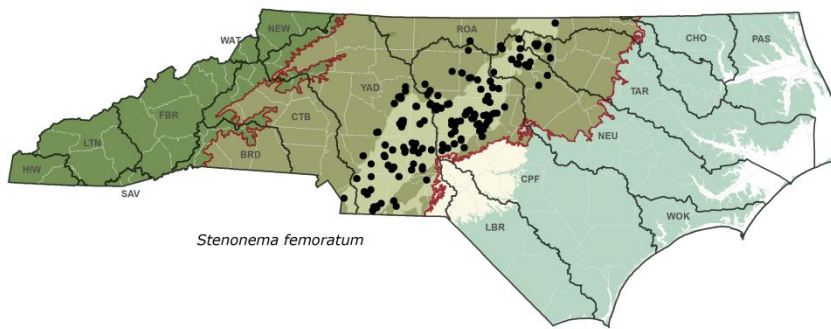 NEW
WAT
ROA
CHO
PAS
YAD
TAR
FBR
CTB
LTN
NEU
HIW
BRD
SAV
CPF
WOK
LBR
Stenonema femoratum